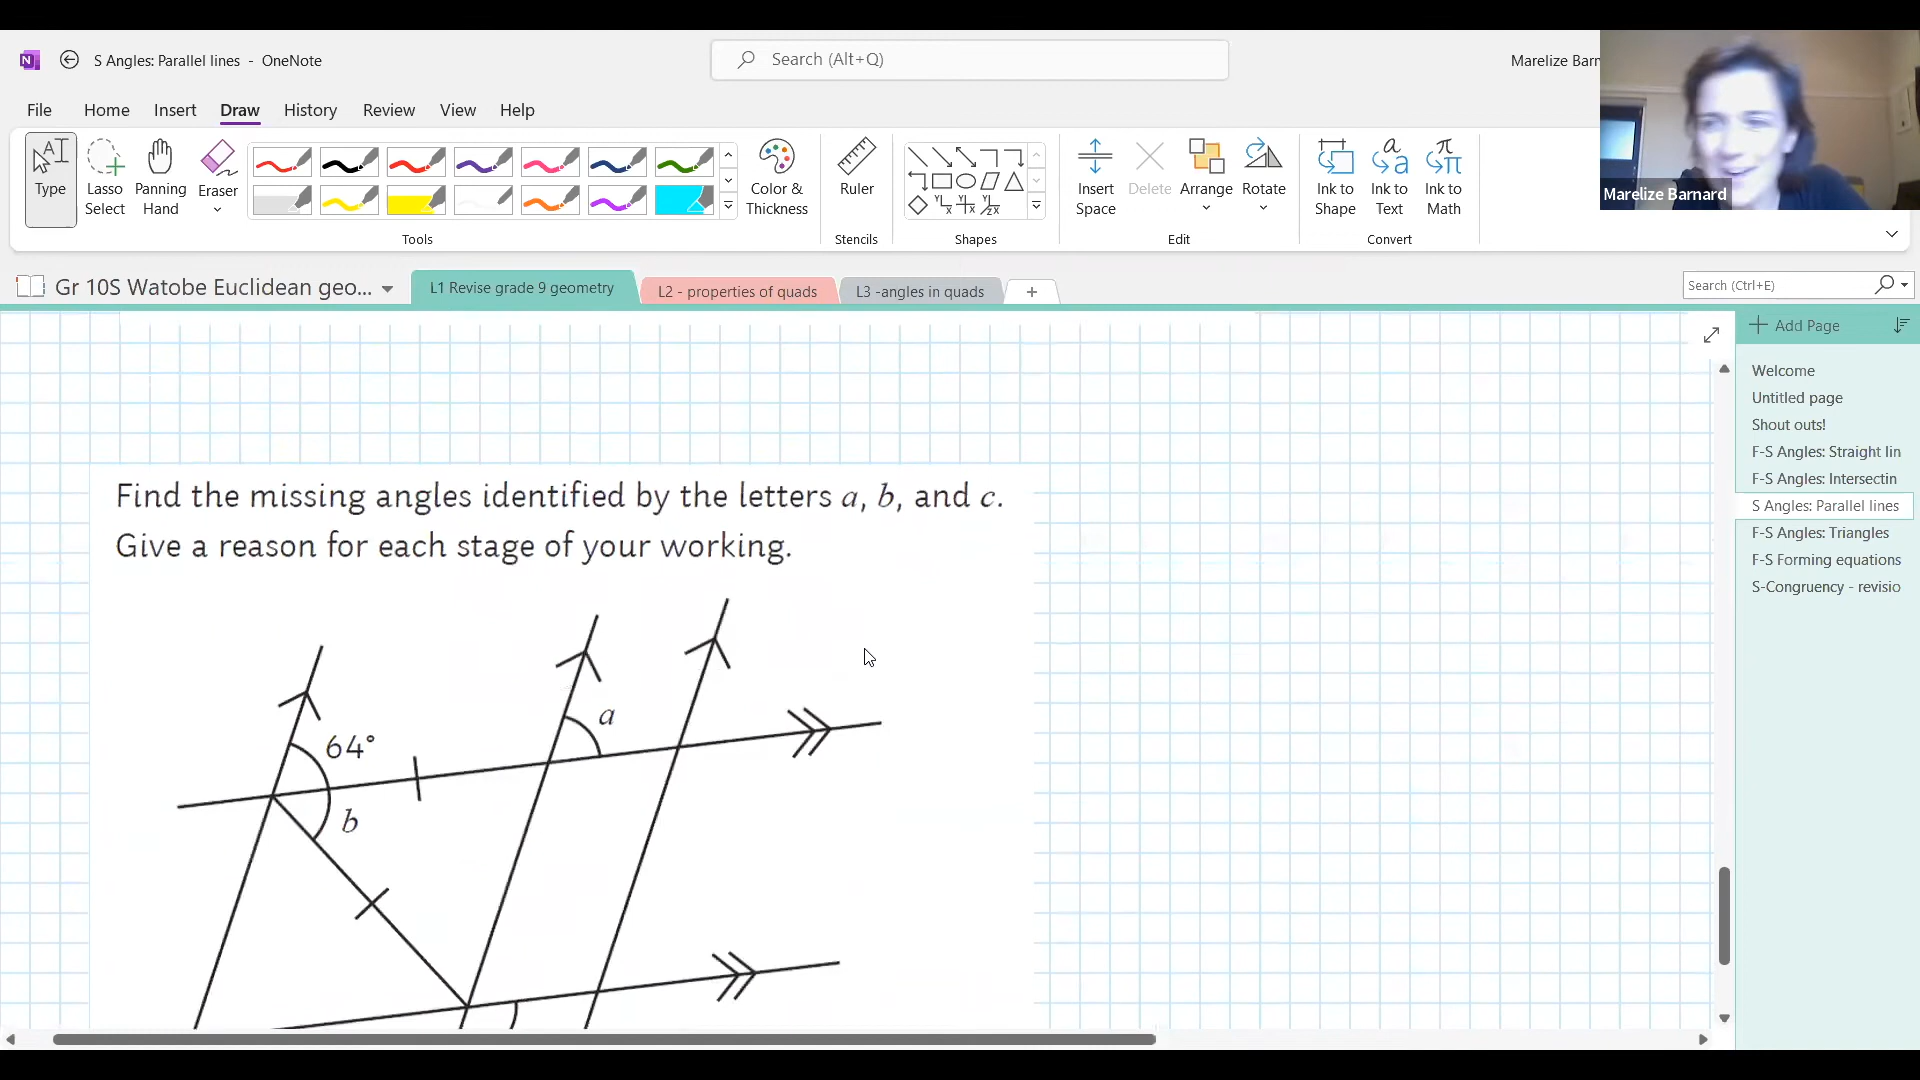 S Angles: Parallel lines - OneNote
Search (Alt+Q)
Marelize Barn
Marelize Barnard
File Home Insert Draw History Review View Help
Type
Lasso Select
Panning Hand
Eraser
Color & Thickness
Ruler
Insert Space
Delete
Arrange
Rotate
Ink to Shape
Ink to Text
Ink to Math
Tools
Stencils
Shapes
Edit
Convert
Gr 10S Watobe Euclidean geo...
L1 Revise grade 9 geometry
L2 - properties of quads
L3 -angles in quads
Search (Ctrl+E)
Add Page
Welcome
Untitled page
Shout outs!
F-S Angles: Straight lin
F-S Angles: Intersectin
S Angles: Parallel lines
F-S Angles: Triangles
F-S Forming equations
S-Congruency - revisio
Find the missing angles identified by the letters a, b, and c.
Give a reason for each stage of your working.
a
64°
b